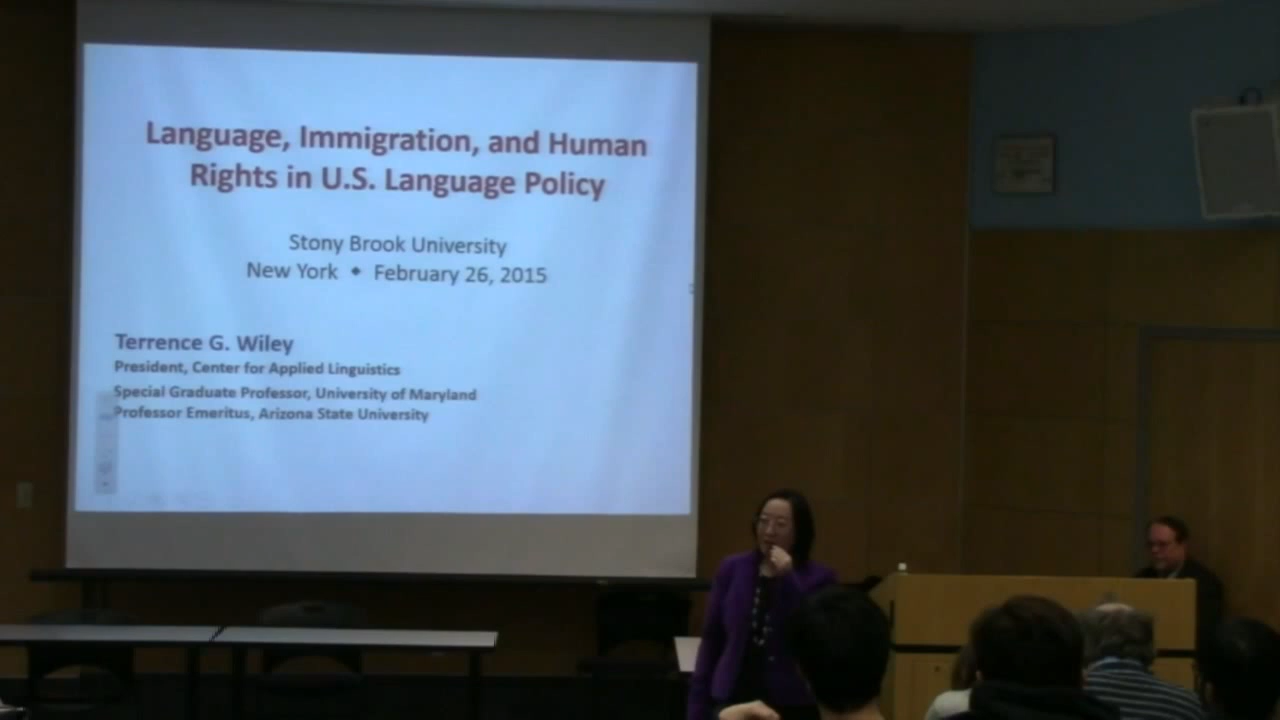 Language, Immigration, and Human
Rights in U.S. Language Policy
Stony Brook University
New York • February 26, 2015
Terrence G. Wiley
President, Center for Applied Linguistics
Special Graduate Professor, University of Maryland
Professor Emeritus, Arizona State University